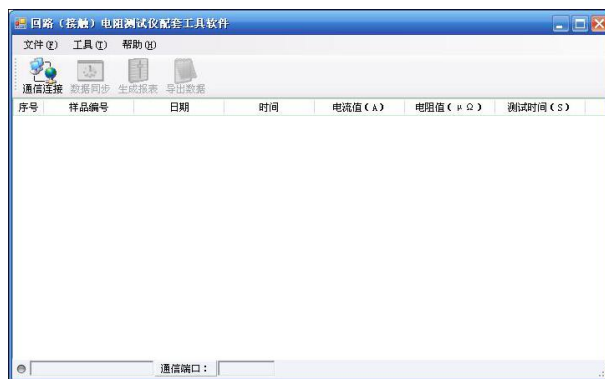 回路（接触）电阻测试仪配套工具软件
文件(F) 工具(T) 帮助(H)
通信连接 数据同步 生成报表 导出数据
序号 样品编号 日期 时间 电流值(A) 电阻值(μΩ) 测试时间(S)
通信端口：